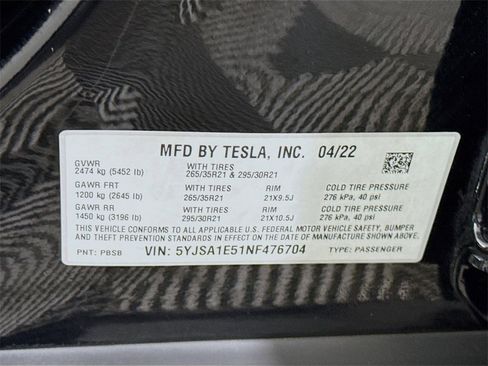 MFD BY TESLA, INC. 04/22
GVWR WITH TIRES
2474 kg (5452 lb) 265/35R21 & 295/30R21
GAWR FRT WITH TIRES RIM COLD TIRE PRESSURE
1200 kg (2645 lb) 265/35R21 21X9.5J 276 kPa, 40 psi
GAWR RR WITH TIRES RIM COLD TIRE PRESSURE
1450 kg (3196 lb) 295/30R21 21X10.5J 276 kPa, 40 psi
THIS VEHICLE CONFORMS TO ALL APPLICABLE FEDERAL MOTOR VEHICLE SAFETY, BUMPER
AND THEFT PREVENTION STANDARDS IN EFFECT ON THE DATE OF MANUFACTURE SHOWN ABOVE.
PNT: PBSB VIN: 5YJSA1E51NF476704 TYPE: PASSENGER